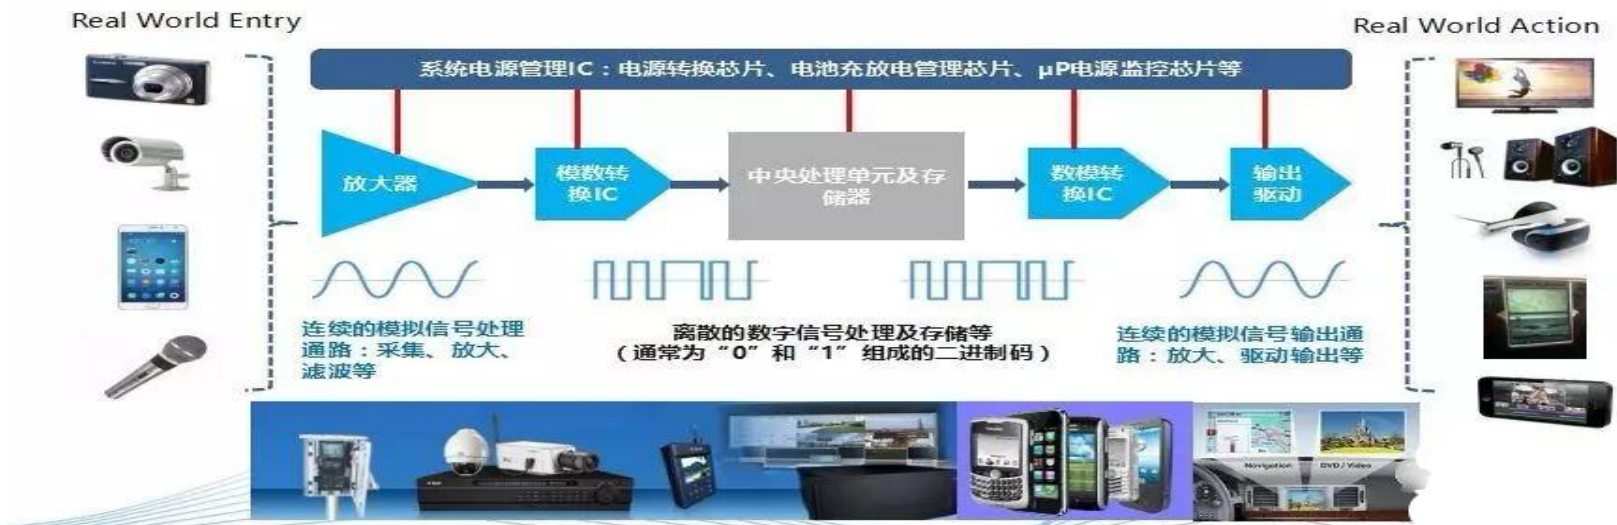 Real World Entry
Real World Action
系统电源管理IC：电源转换芯片、电池充放电管理芯片、μP电源监控芯片等
放大器
模数转
换IC
中央处理单元及存
储器
数模转
换IC
输出
驱动
连续的模拟信号处理
通路：采集、放大、
滤波等
离散的数字信号处理及存储等
（通常为“0”和“1”组成的二进制码）
连续的模拟信号输出通
路：放大、驱动输出等
Navigation
DVD / Video